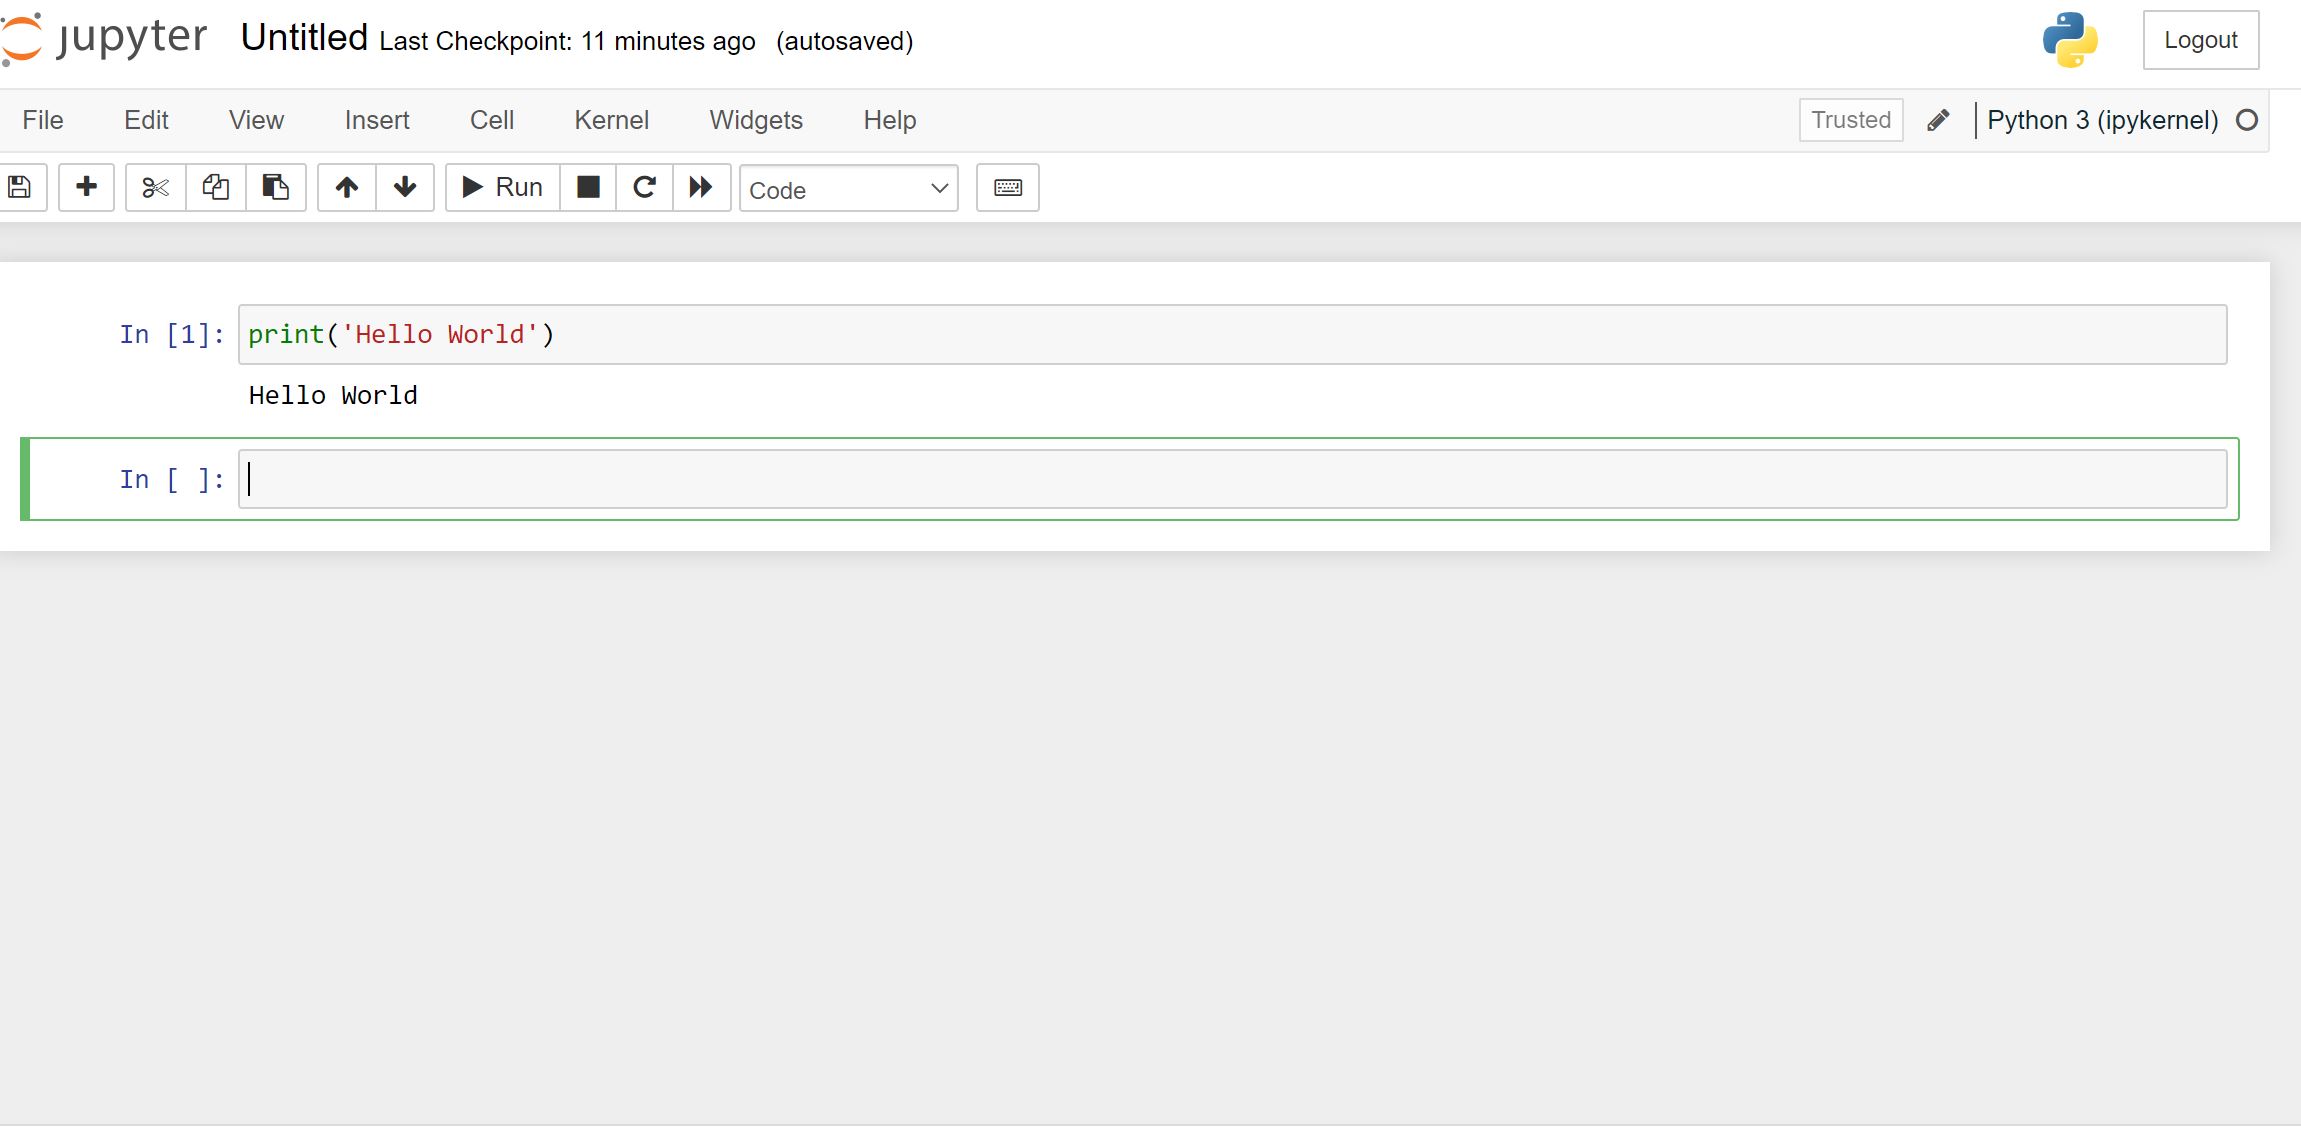 jupyter Untitled Last Checkpoint: 11 minutes ago (autosaved) Logout
File Edit View Insert Cell Kernel Widgets Help Trusted Python 3 (ipykernel)
Run Code
In [1]: print('Hello World')
Hello World
In [ ]: